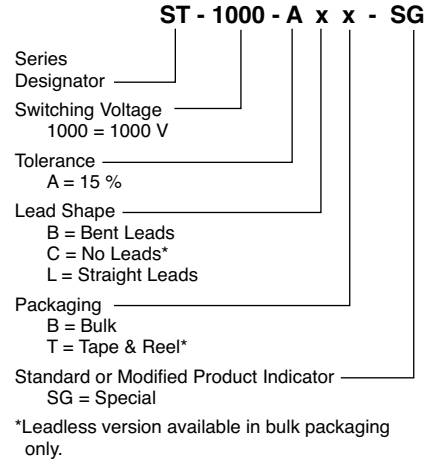 ST - 1000 - A x x - SG
Series
Designator
Switching Voltage
1000 = 1000 V
Tolerance
A = 15 %
Lead Shape
B = Bent Leads
C = No Leads*
L = Straight Leads
Packaging
B = Bulk
T = Tape & Reel*
Standard or Modified Product Indicator
SG = Special
*Leadless version available in bulk packaging
only.